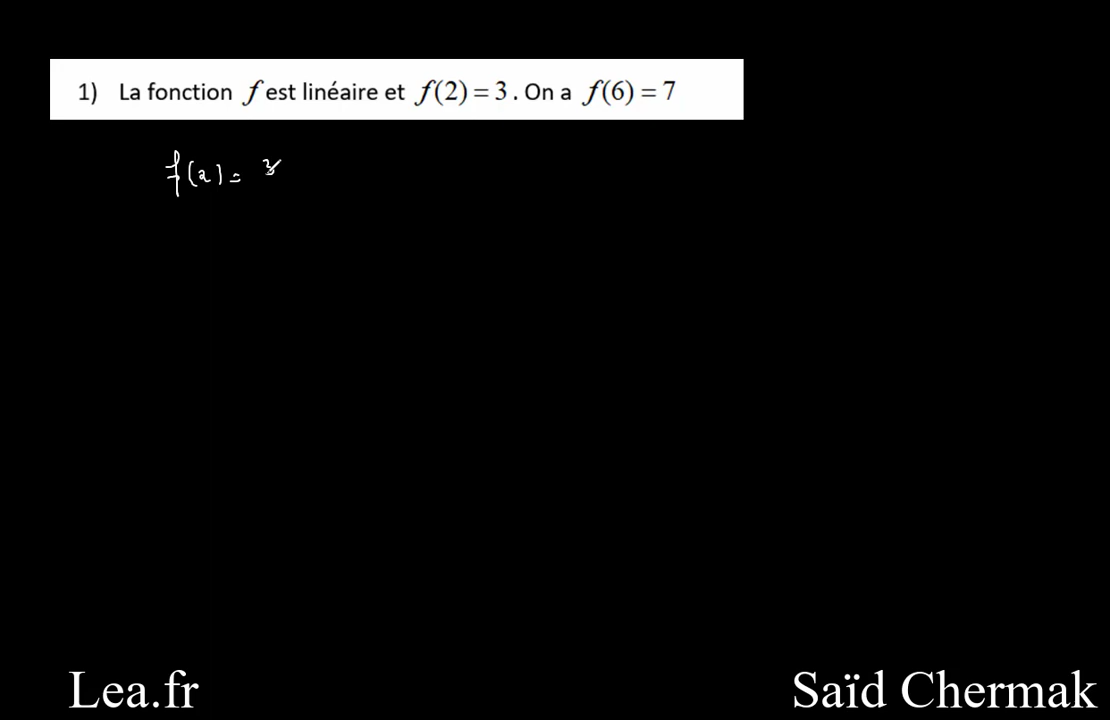 1) La fonction f est linéaire et f(2) = 3 . On a f(6) = 7
f(2) = 3
Lea.fr
Saïd Chermak